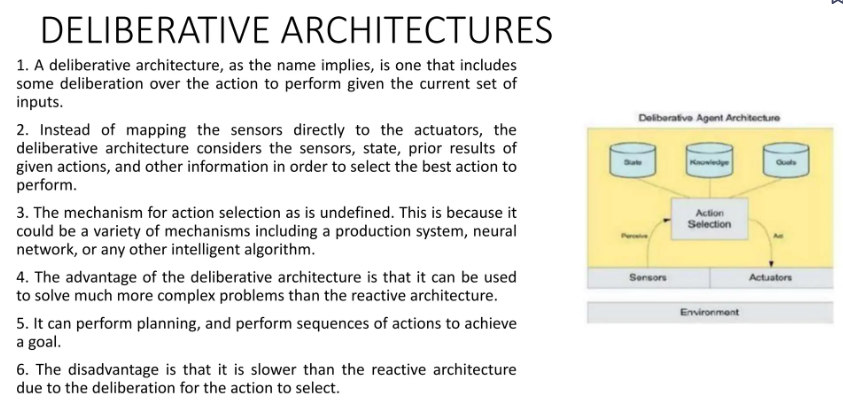 DELIBERATIVE ARCHITECTURES
1. A deliberative architecture, as the name implies, is one that includes
some deliberation over the action to perform given the current set of
inputs.
2. Instead of mapping the sensors directly to the actuators, the
deliberative architecture considers the sensors, state, prior results of
given actions, and other information in order to select the best action to
perform.
3. The mechanism for action selection as is undefined. This is because it
could be a variety of mechanisms including a production system, neural
network, or any other intelligent algorithm.
4. The advantage of the deliberative architecture is that it can be used
to solve much more complex problems than the reactive architecture.
5. It can perform planning, and perform sequences of actions to achieve
a goal.
6. The disadvantage is that it is slower than the reactive architecture
due to the deliberation for the action to select.
Deliberative Agent Architecture
State
Knowledge
Goals
Action
Selection
Perceive
Act
Sensors
Actuators
Environment